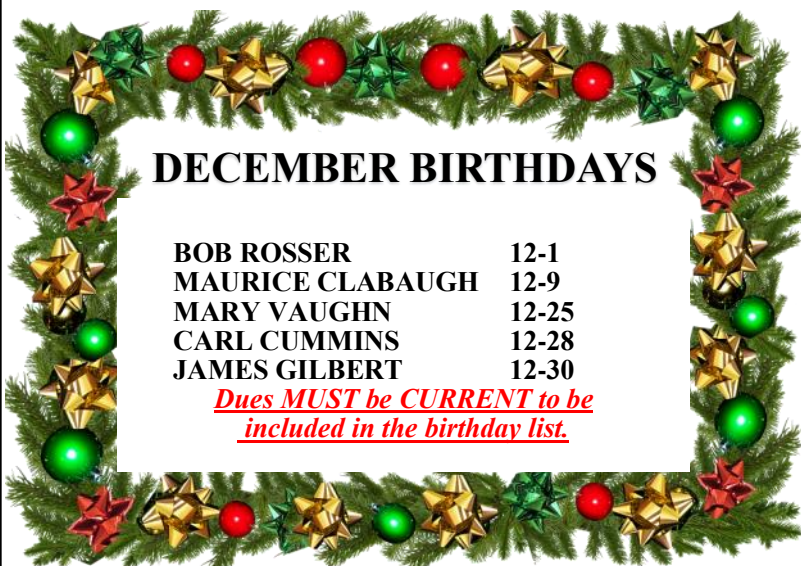 DECEMBER BIRTHDAYS
BOB ROSSER 12-1
MAURICE CLABAUGH 12-9
MARY VAUGHN 12-25
CARL CUMMINS 12-28
JAMES GILBERT 12-30
Dues MUST be CURRENT to be
included in the birthday list.